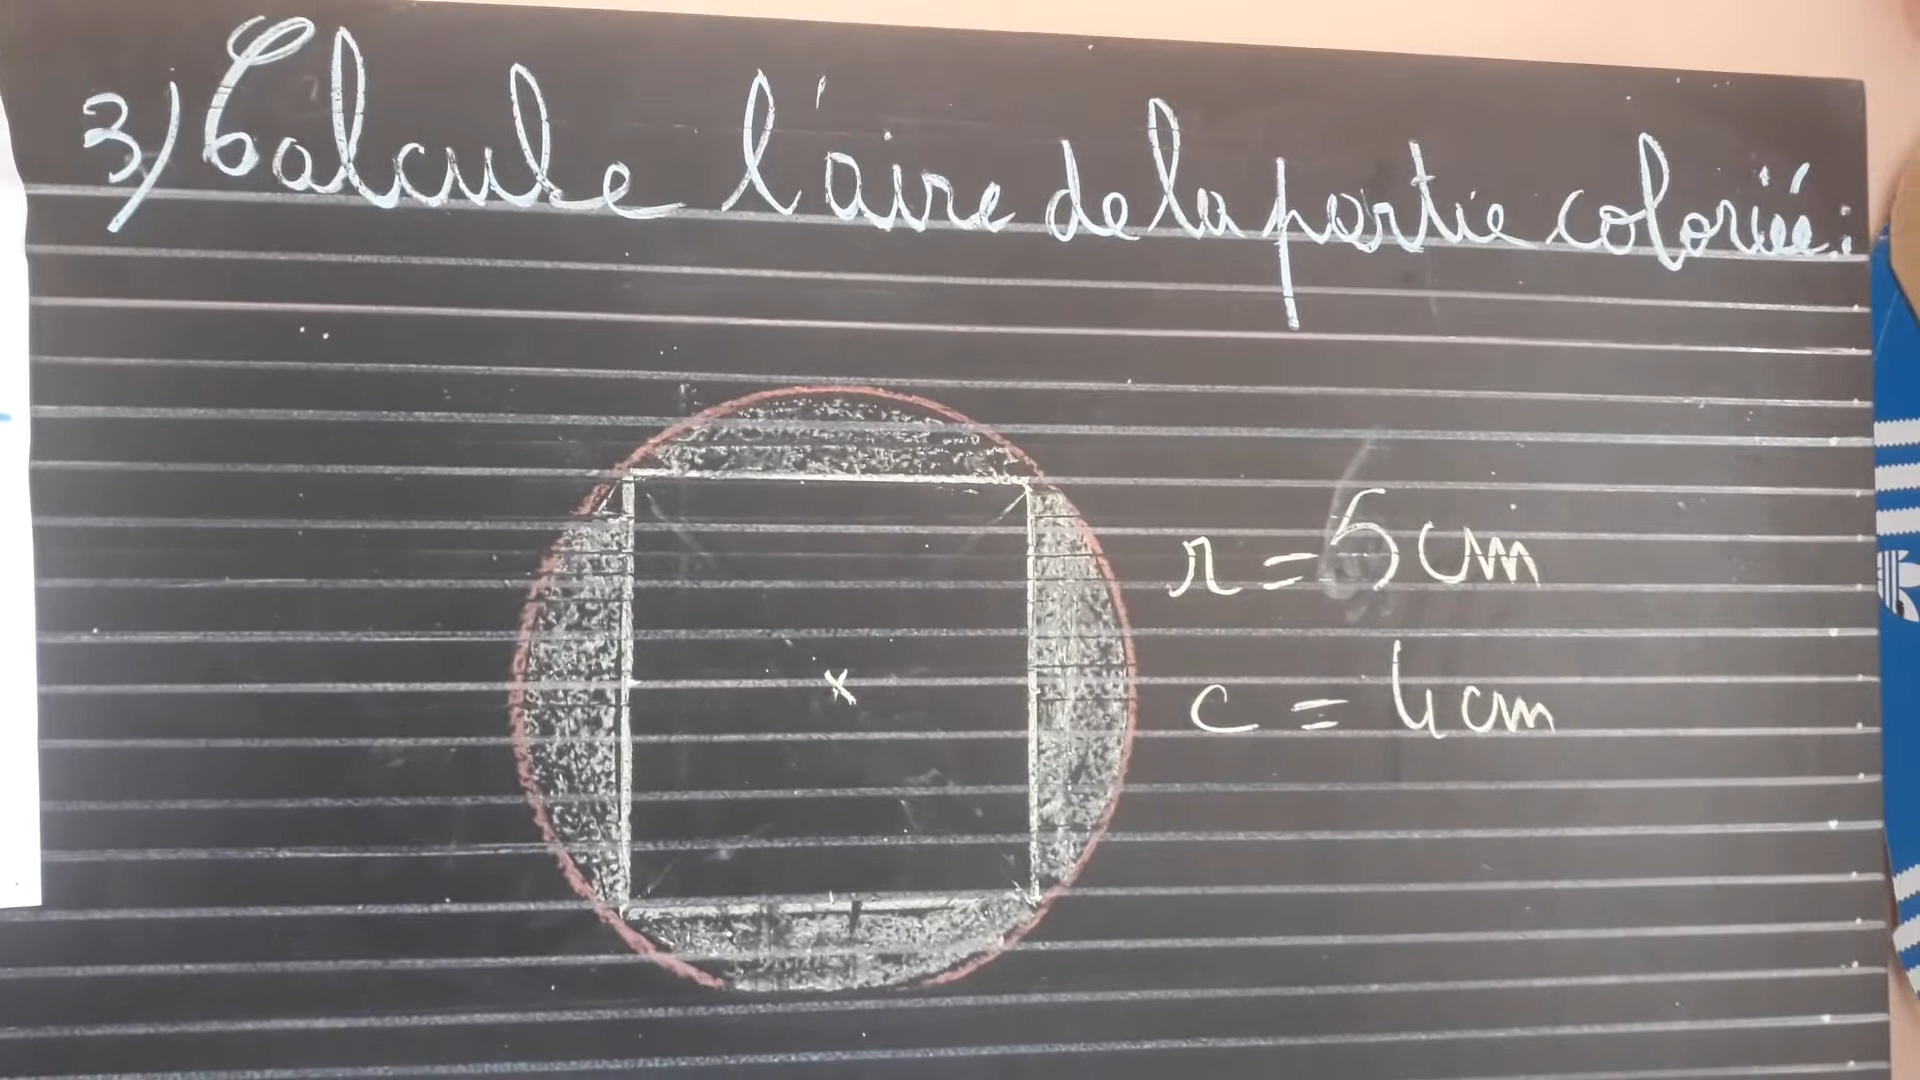 3) Calcule l'aire de la partie coloriée:
r = 5 cm
c = 4 cm
x